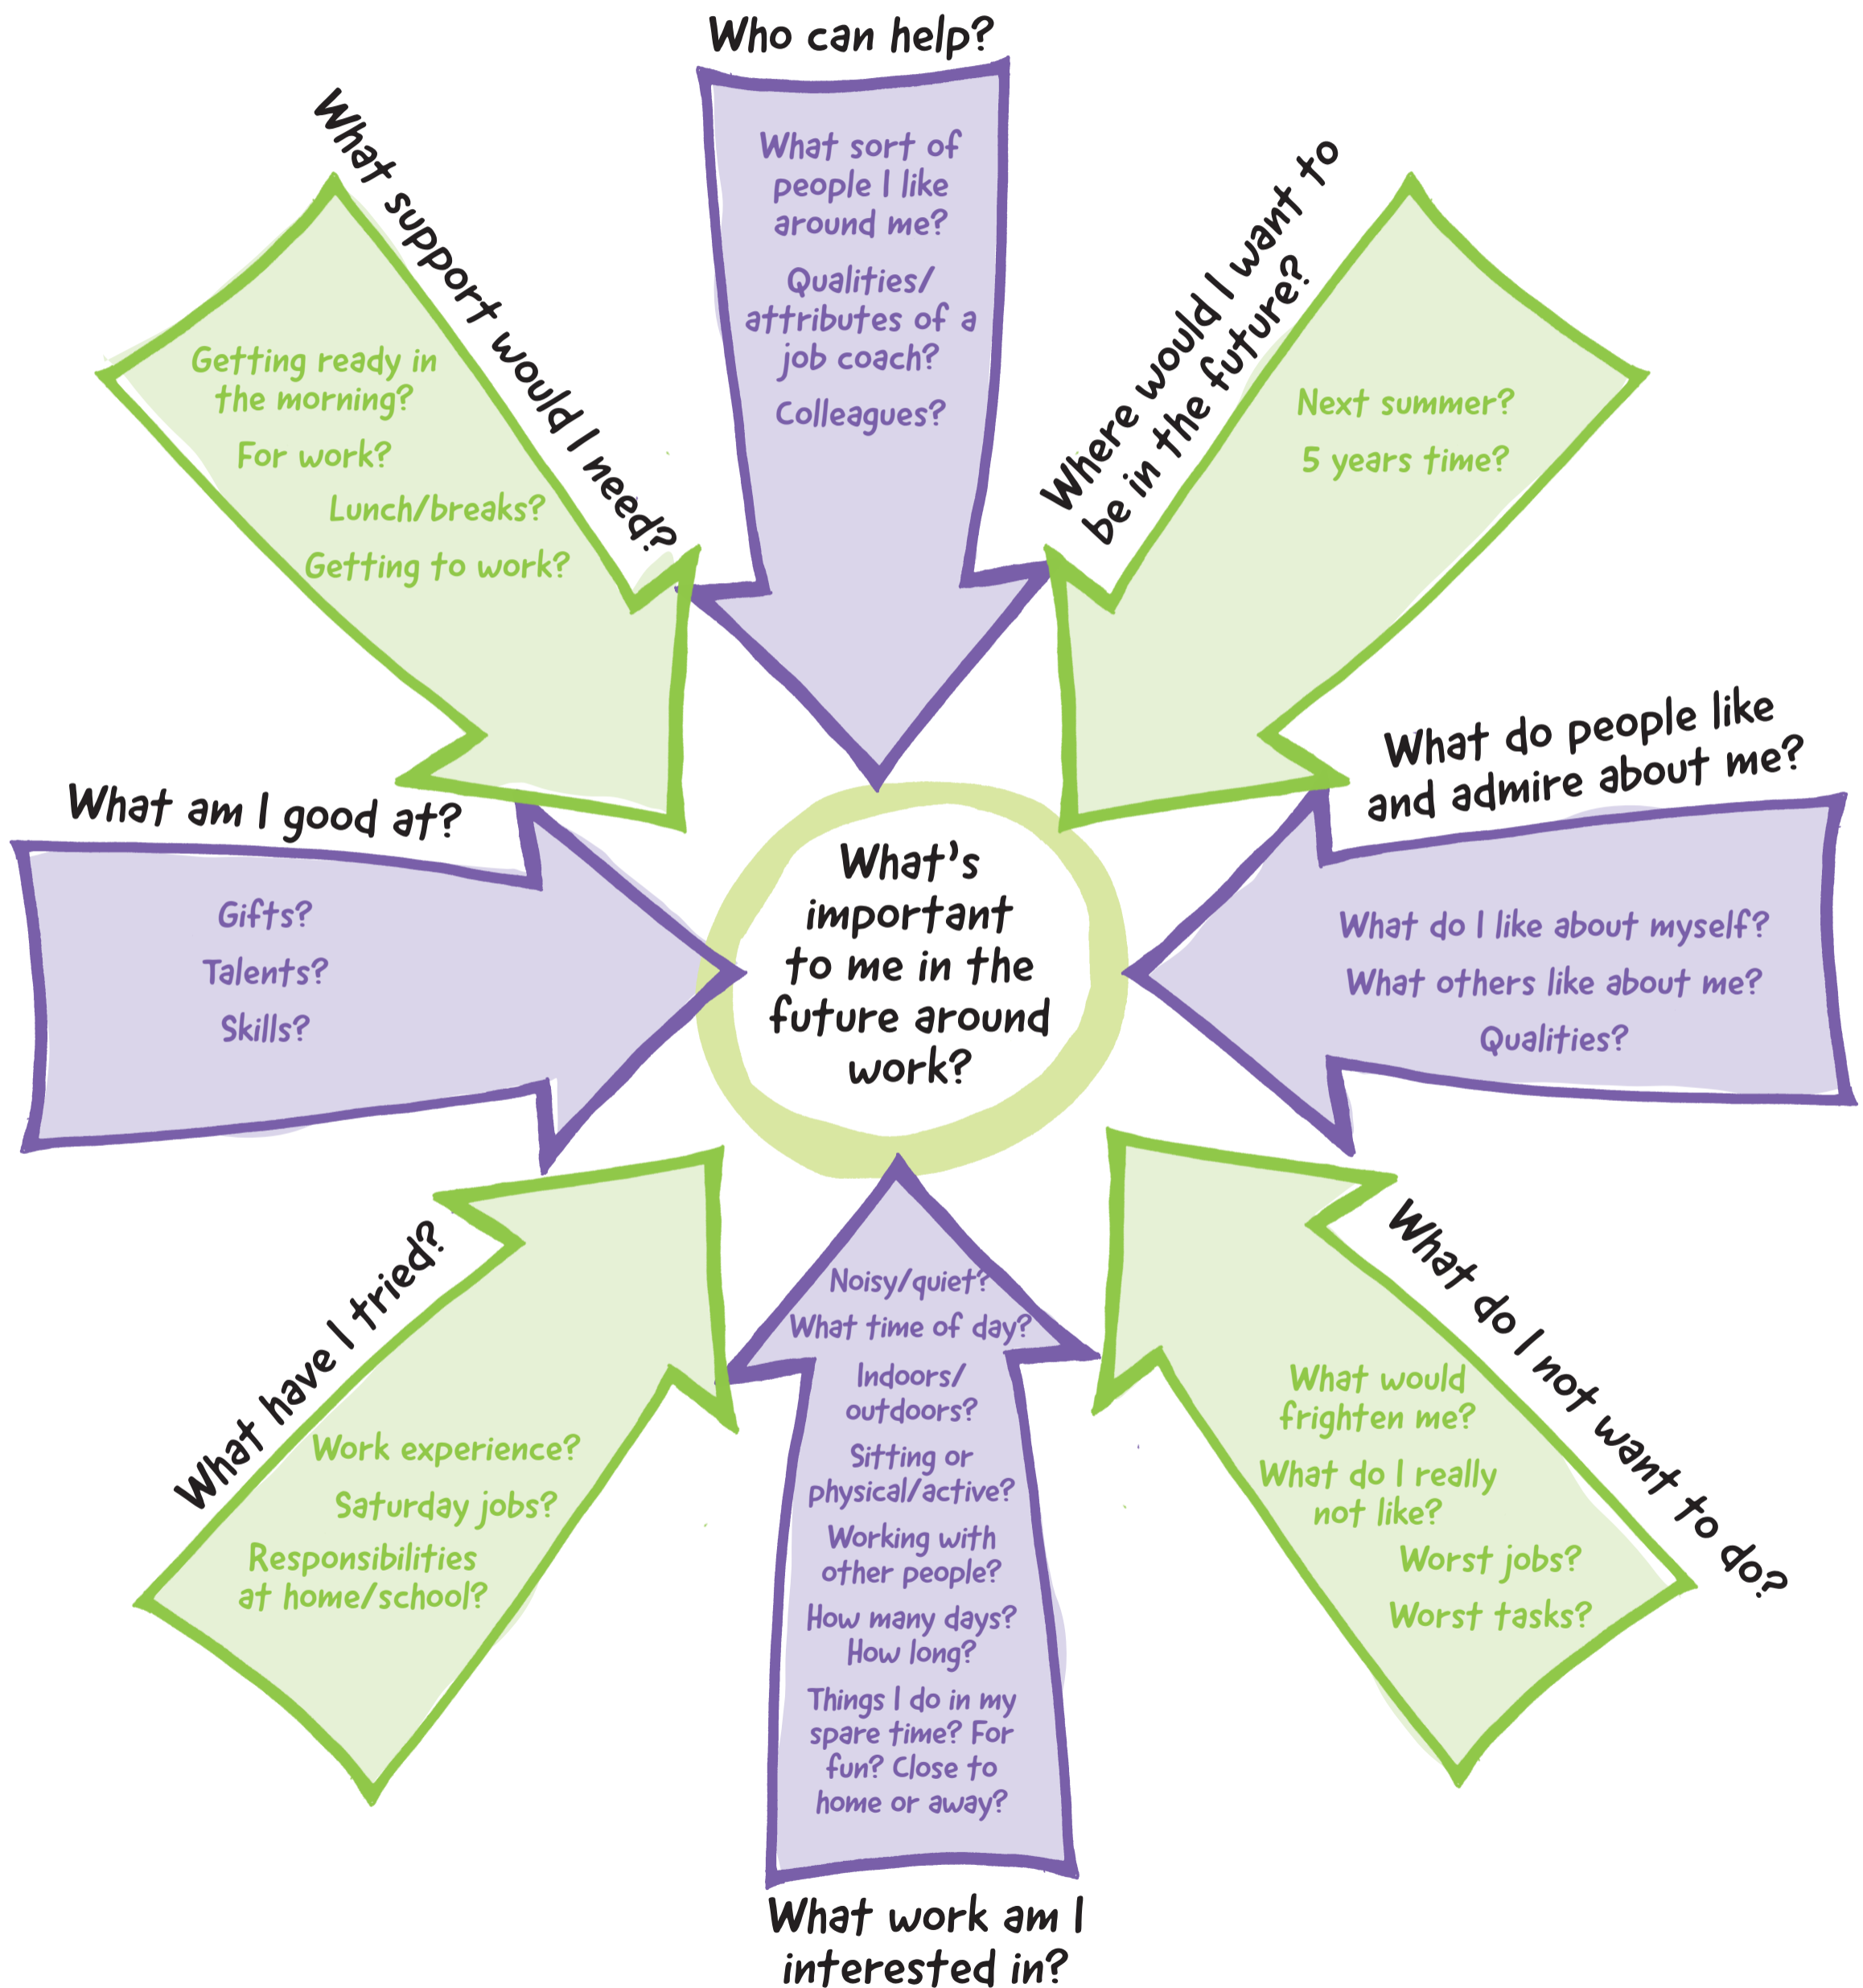 Who can help?
What sort of
people I like
around me?
Qualities/
attributes of a
job coach?
Colleagues?
Where would I want to
be in the future?
Next summer?
5 years time?
What do people like
and admire about me?
What do I like about myself?
What others like about me?
Qualities?
What do I not want to do?
What would
frighten me?
What do I really
not like?
Worst jobs?
Worst tasks?
What work am I
interested in?
Noisy/quiet?
What time of day?
Indoors/
outdoors?
Sitting or
physical/active?
Working with
other people?
How many days?
How long?
Things I do in my
spare time? For
fun? Close to
home or away?
What have I tried?
Work experience?
Saturday jobs?
Responsibilities
at home/school?
What am I good at?
Gifts?
Talents?
Skills?
What support would I need?
Getting ready in
the morning?
For work?
Lunch/breaks?
Getting to work?
What's
important
to me in the
future around
work?